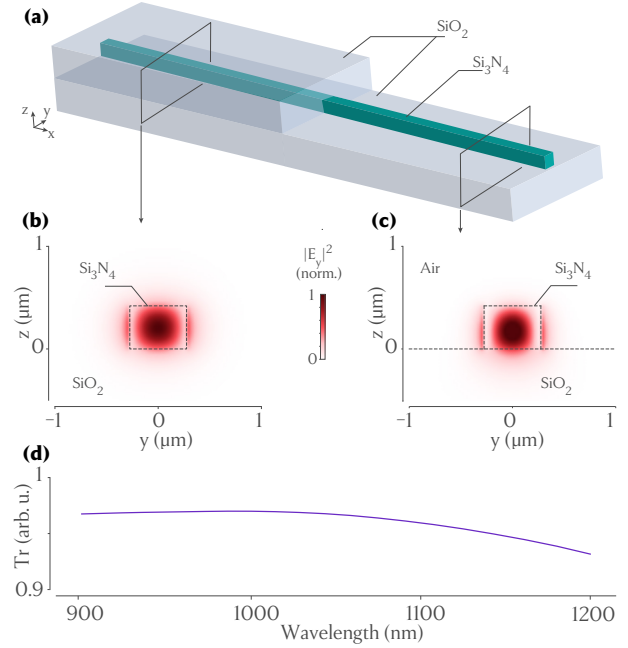 (a)
SiO₂
Si₃N₄
z
y
x
(b)
1
z (μm)
0
Si₃N₄
SiO₂
−1
0
1
y (μm)
|E_y|²
(norm.)
1
0
(c)
1
z (μm)
0
Air
Si₃N₄
SiO₂
−1
0
1
y (μm)
(d)
1
Tr (arb. u.)
0.9
900
1000
1100
1200
Wavelength (nm)